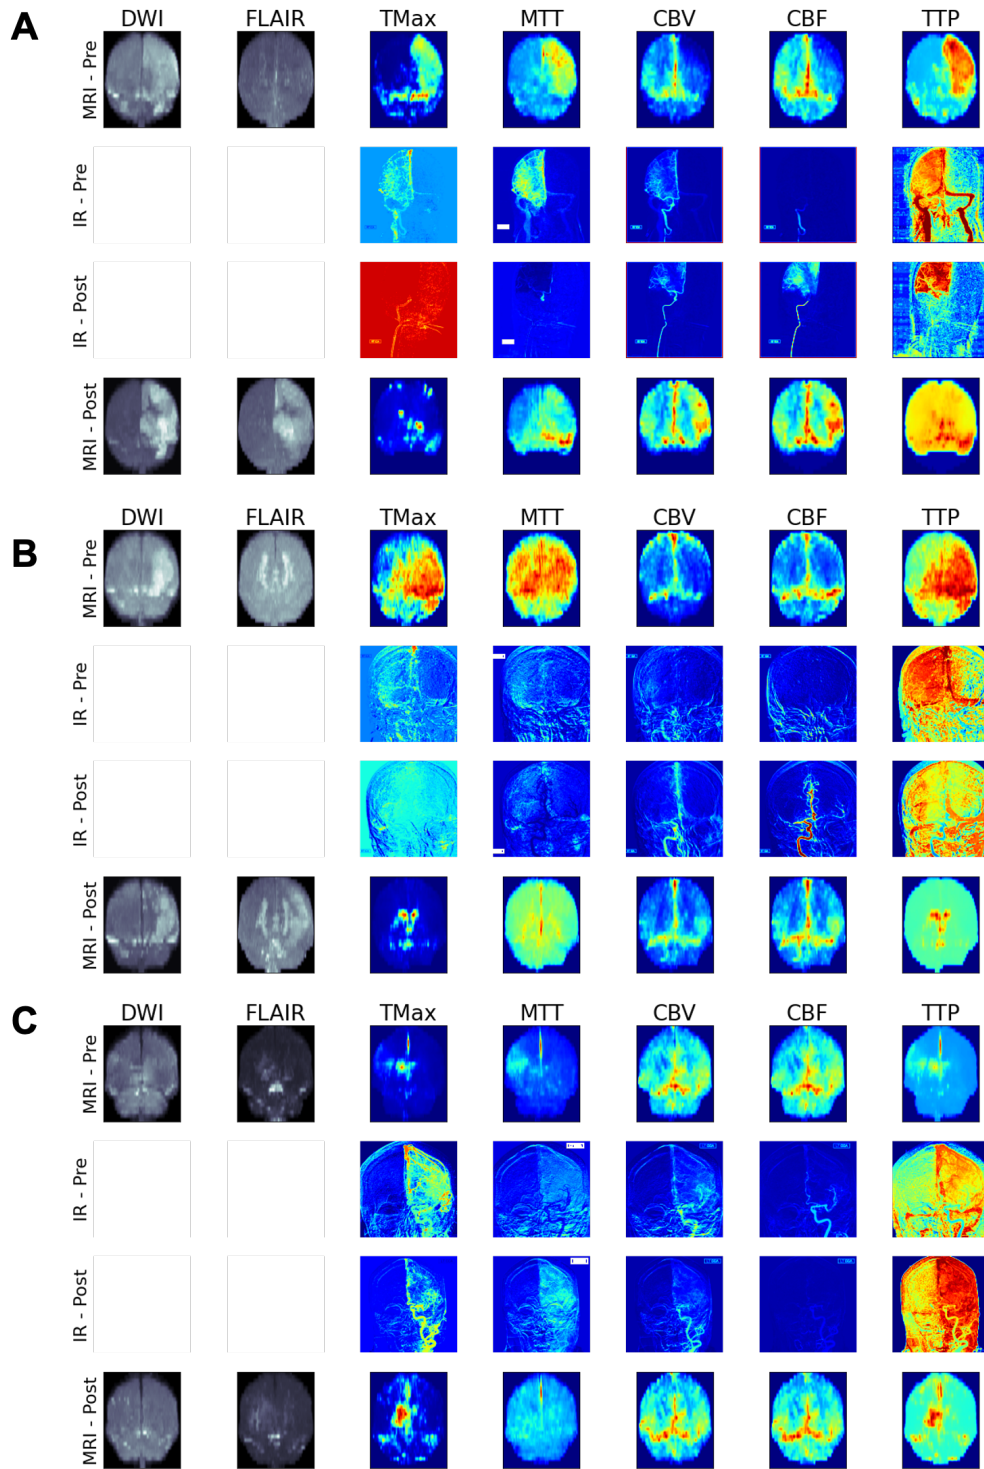 A
DWI FLAIR TMax MTT CBV CBF TTP
MRI - Pre
IR - Pre
IR - Post
MRI - Post
B
DWI FLAIR TMax MTT CBV CBF TTP
MRI - Pre
IR - Pre
IR - Post
MRI - Post
C
DWI FLAIR TMax MTT CBV CBF TTP
MRI - Pre
IR - Pre
IR - Post
MRI - Post